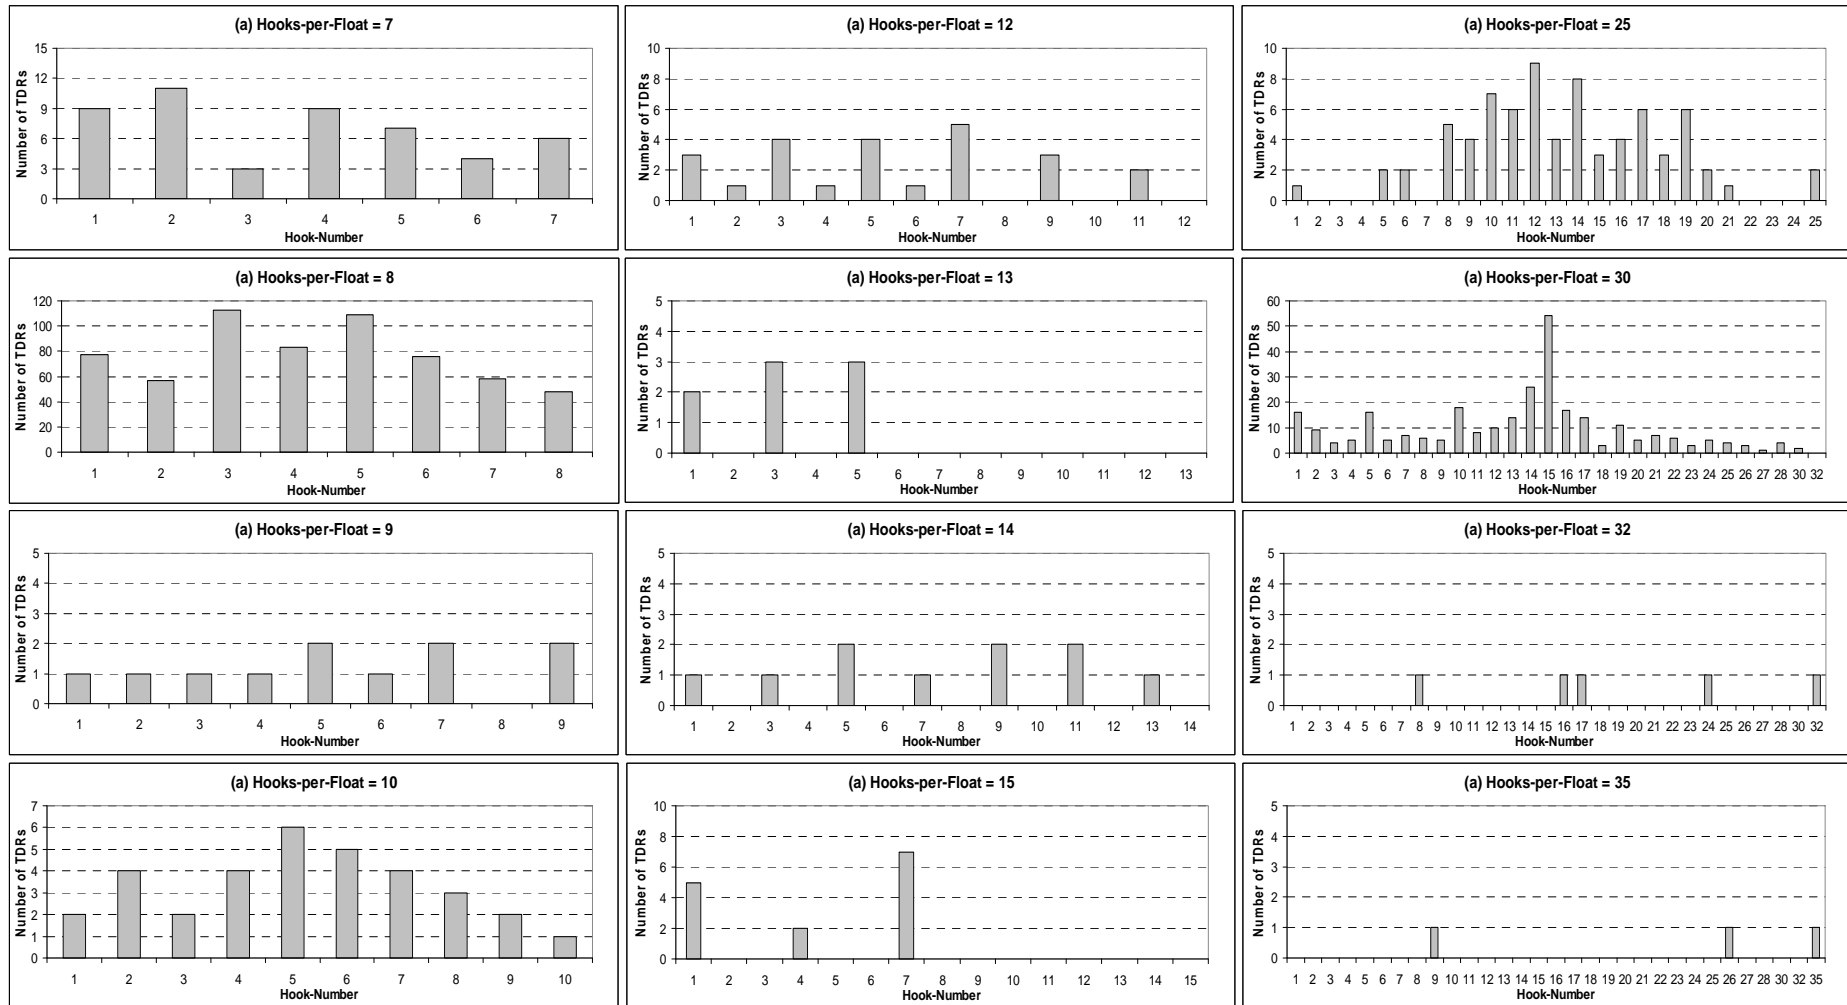 (a) Hooks-per-Float = 7
Number of TDRs
15
12
9
6
3
0
1 2 3 4 5 6 7
Hook-Number
(a) Hooks-per-Float = 12
Number of TDRs
10
8
6
4
2
0
1 2 3 4 5 6 7 8 9 10 11 12
Hook-Number
(a) Hooks-per-Float = 25
Number of TDRs
10
8
6
4
2
0
1 2 3 4 5 6 7 8 9 10 11 12 13 14 15 16 17 18 19 20 21 22 23 24 25
Hook-Number
(a) Hooks-per-Float = 8
Number of TDRs
120
100
80
60
40
20
0
1 2 3 4 5 6 7 8
Hook-Number
(a) Hooks-per-Float = 13
Number of TDRs
5
4
3
2
1
0
1 2 3 4 5 6 7 8 9 10 11 12 13
Hook-Number
(a) Hooks-per-Float = 30
Number of TDRs
60
50
40
30
20
10
0
1 2 3 4 5 6 7 8 9 10 11 12 13 14 15 16 17 18 19 20 21 22 23 24 25 26 27 28 30 32
Hook-Number
(a) Hooks-per-Float = 9
Number of TDRs
5
4
3
2
1
0
1 2 3 4 5 6 7 8 9
Hook-Number
(a) Hooks-per-Float = 14
Number of TDRs
5
4
3
2
1
0
1 2 3 4 5 6 7 8 9 10 11 12 13 14
Hook-Number
(a) Hooks-per-Float = 32
Number of TDRs
5
4
3
2
1
0
1 2 3 4 5 6 7 8 9 10 11 12 13 14 15 16 17 18 19 20 21 22 23 24 25 26 27 28 30 32
Hook-Number
(a) Hooks-per-Float = 10
Number of TDRs
7
6
5
4
3
2
1
0
1 2 3 4 5 6 7 8 9 10
Hook-Number
(a) Hooks-per-Float = 15
Number of TDRs
10
8
6
4
2
0
1 2 3 4 5 6 7 8 9 10 11 12 13 14 15
Hook-Number
(a) Hooks-per-Float = 35
Number of TDRs
5
4
3
2
1
0
1 2 3 4 5 6 7 8 9 10 11 12 13 14 15 16 17 18 19 20 21 22 23 24 25 26 27 28 30 32 35
Hook-Number